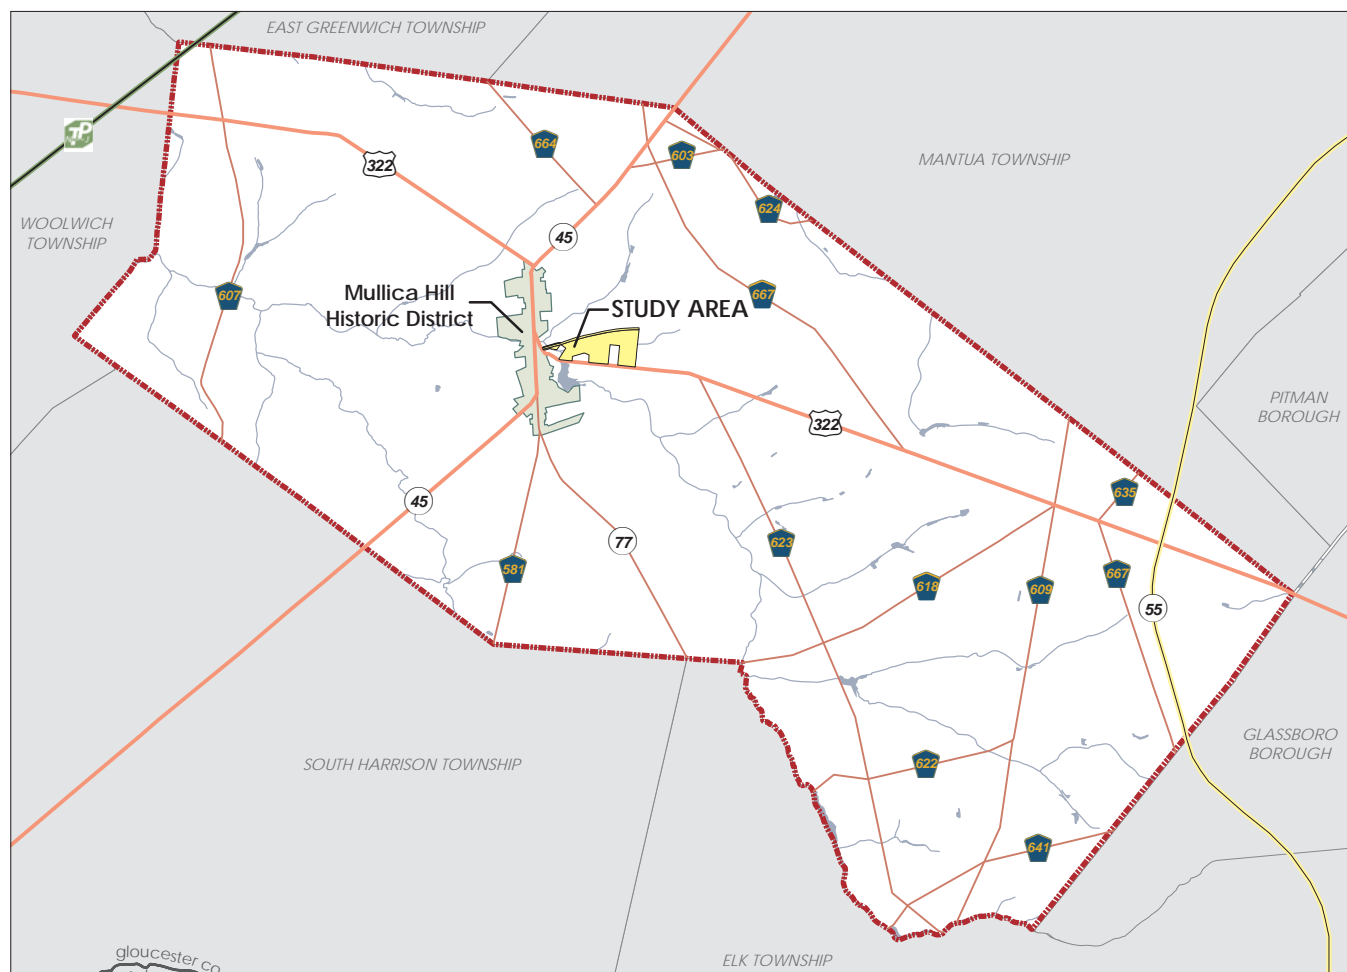 EAST GREENWICH TOWNSHIP
TP
664
603
MANTUA TOWNSHIP
322
624
WOOLWICH
TOWNSHIP
45
607
Mullica Hill
Historic District
STUDY AREA
667
PITMAN
BOROUGH
322
45
635
77
623
581
618
609
667
55
SOUTH HARRISON TOWNSHIP
GLASSBORO
BOROUGH
622
641
gloucester co
ELK TOWNSHIP